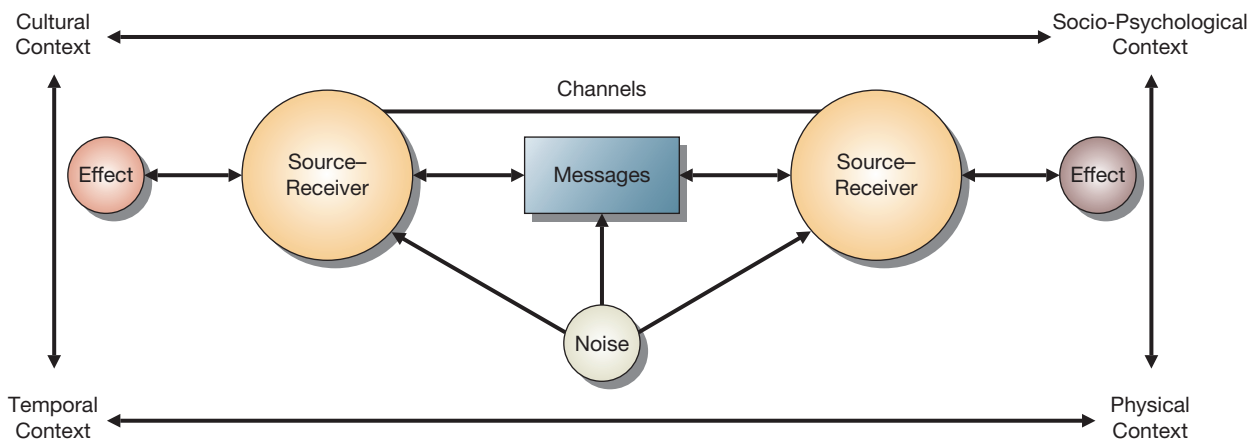 Cultural
Context
Socio-Psychological
Context
Channels
Effect
Source–
Receiver
Messages
Source–
Receiver
Effect
Noise
Temporal
Context
Physical
Context